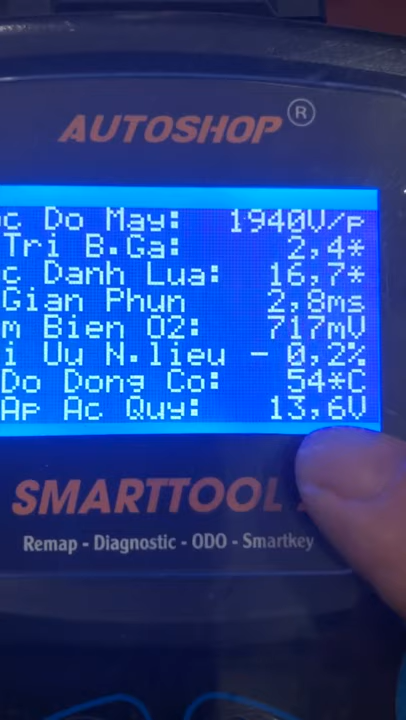 AUTOSHOP ®
c Do May: 1940V/P
Tri B.Ga: 2,4*
c Danh Lua: 16,7*
Gian Phun 2,8ms
m Bien O2: 717mV
i Uu N.lieu - 0,2%
Do Dong Co: 54*C
Ap Ac Quy: 13,6V
SMARTTOOL
Remap - Diagnostic - ODO - Smartkey